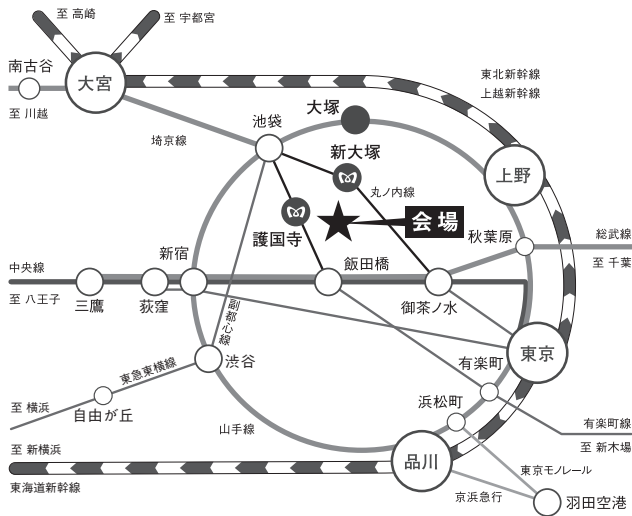 至 高崎
至 宇都宮
南古谷
大宮
至 川越
東北新幹線
上越新幹線
埼京線
池袋
大塚
新大塚
丸ノ内線
上野
護国寺
会場
秋葉原
総武線
至 千葉
新宿
飯田橋
中央線
至 八王子
三鷹
荻窪
御茶ノ水
副都心線
東京
渋谷
有楽町
東急東横線
自由が丘
至 横浜
浜松町
山手線
有楽町線
至 新木場
至 新横浜
品川
東京モノレール
東海道新幹線
京浜急行
羽田空港